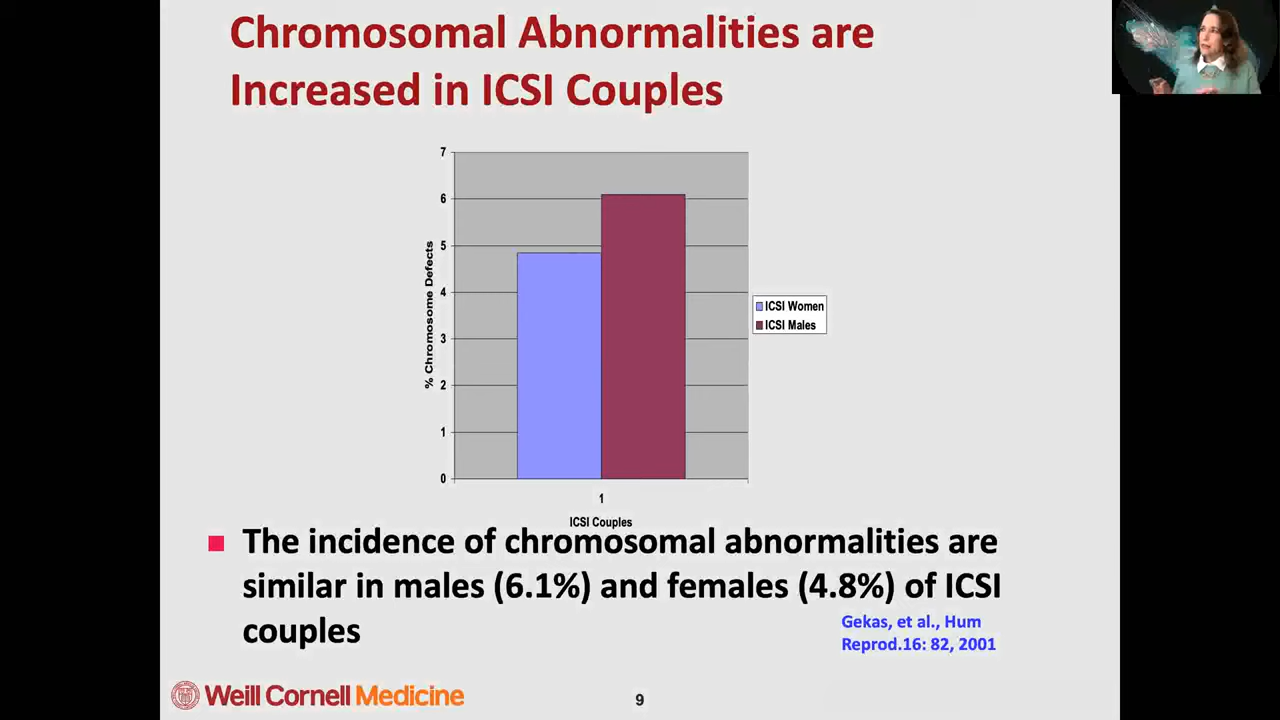 Chromosomal Abnormalities are
Increased in ICSI Couples
7
6
5
4
3
2
1
0
% Chromosome Defects
1
ICSI Couples
ICSI Women
ICSI Males
The incidence of chromosomal abnormalities are
similar in males (6.1%) and females (4.8%) of ICSI
couples
Gekas, et al., Hum
Reprod.16: 82, 2001
Weill Cornell Medicine
9